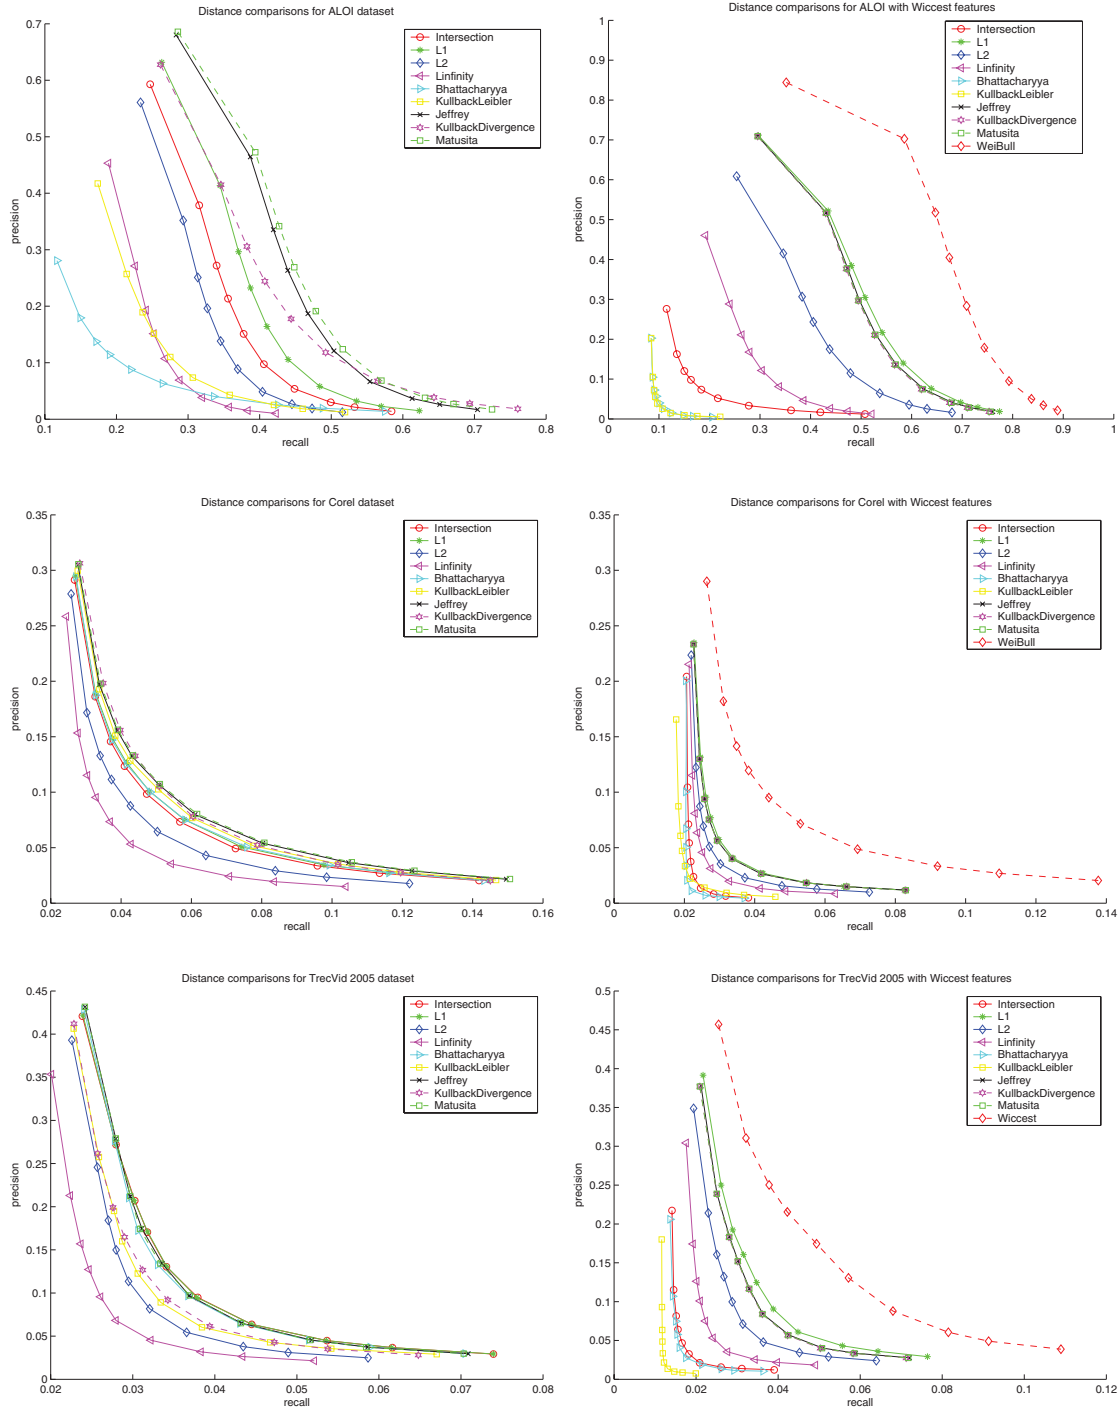 Distance comparisons for ALOI dataset
precision
0.7
0.6
0.5
0.4
0.3
0.2
0.1
0
0.1
0.2
0.3
0.4
0.5
0.6
0.7
0.8
recall
Intersection
L1
L2
Linfinity
Bhattacharyya
KullbackLeibler
Jeffrey
KullbackDivergence
Matusita
Distance comparisons for ALOI with Wiccest features
precision
1
0.9
0.8
0.7
0.6
0.5
0.4
0.3
0.2
0.1
0
0
0.1
0.2
0.3
0.4
0.5
0.6
0.7
0.8
0.9
1
recall
Intersection
L1
L2
Linfinity
Bhattacharyya
KullbackLeibler
Jeffrey
KullbackDivergence
Matusita
WeiBull
Distance comparisons for Corel dataset
precision
0.35
0.3
0.25
0.2
0.15
0.1
0.05
0
0.02
0.04
0.06
0.08
0.1
0.12
0.14
0.16
recall
Intersection
L1
L2
Linfinity
Bhattacharyya
KullbackLeibler
Jeffrey
KullbackDivergence
Matusita
Distance comparisons for Corel with Wiccest features
precision
0.35
0.3
0.25
0.2
0.15
0.1
0.05
0
0
0.02
0.04
0.06
0.08
0.1
0.12
0.14
recall
Intersection
L1
L2
Linfinity
Bhattacharyya
KullbackLeibler
Jeffrey
KullbackDivergence
Matusita
WeiBull
Distance comparisons for TrecVid 2005 dataset
precision
0.45
0.4
0.35
0.3
0.25
0.2
0.15
0.1
0.05
0
0.02
0.03
0.04
0.05
0.06
0.07
0.08
recall
Intersection
L1
L2
Linfinity
Bhattacharyya
KullbackLeibler
Jeffrey
KullbackDivergence
Matusita
Distance comparisons for TrecVid 2005 with Wiccest features
precision
0.5
0.45
0.4
0.35
0.3
0.25
0.2
0.15
0.1
0.05
0
0
0.02
0.04
0.06
0.08
0.1
0.12
recall
Intersection
L1
L2
Linfinity
Bhattacharyya
KullbackLeibler
Jeffrey
KullbackDivergence
Matusita
Wiccest